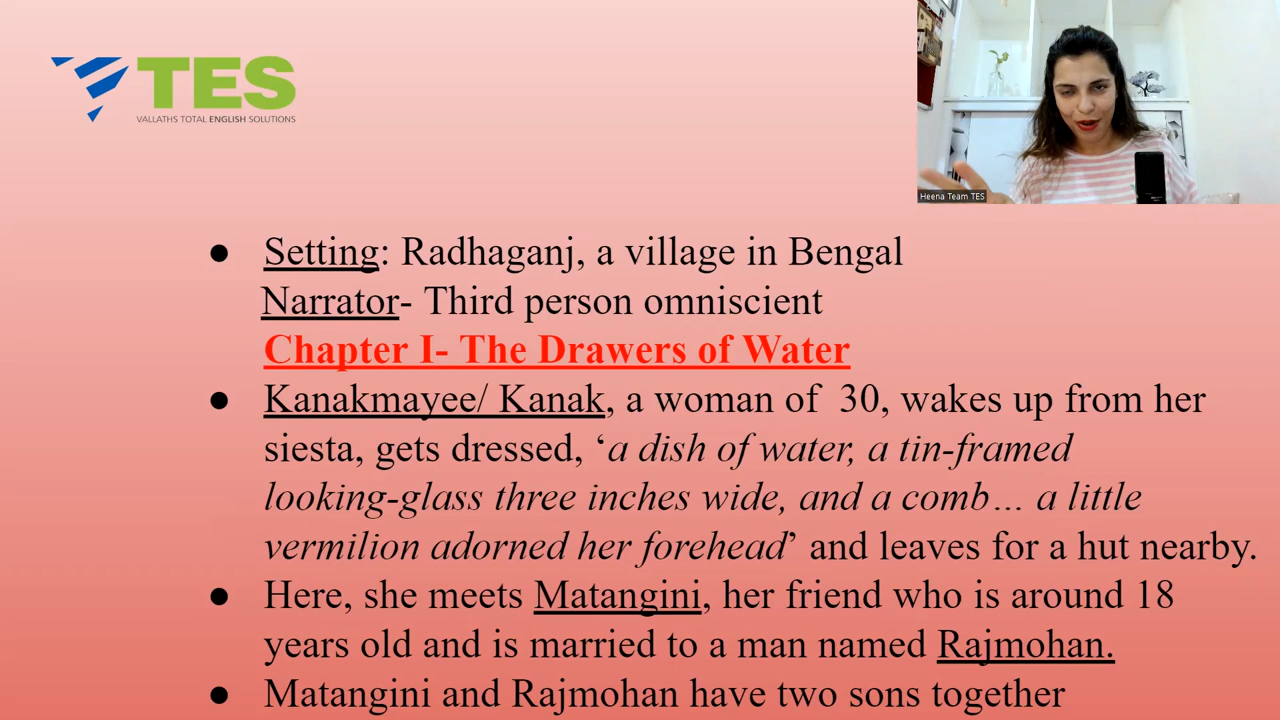 TES
VALLATHS TOTAL ENGLISH SOLUTIONS
Heena Team TES
● Setting: Radhaganj, a village in Bengal
Narrator- Third person omniscient
Chapter I- The Drawers of Water
● Kanakmayee/ Kanak, a woman of 30, wakes up from her
siesta, gets dressed, ‘a dish of water, a tin-framed
looking-glass three inches wide, and a comb… a little
vermilion adorned her forehead’ and leaves for a hut nearby.
● Here, she meets Matangini, her friend who is around 18
years old and is married to a man named Rajmohan.
● Matangini and Rajmohan have two sons together